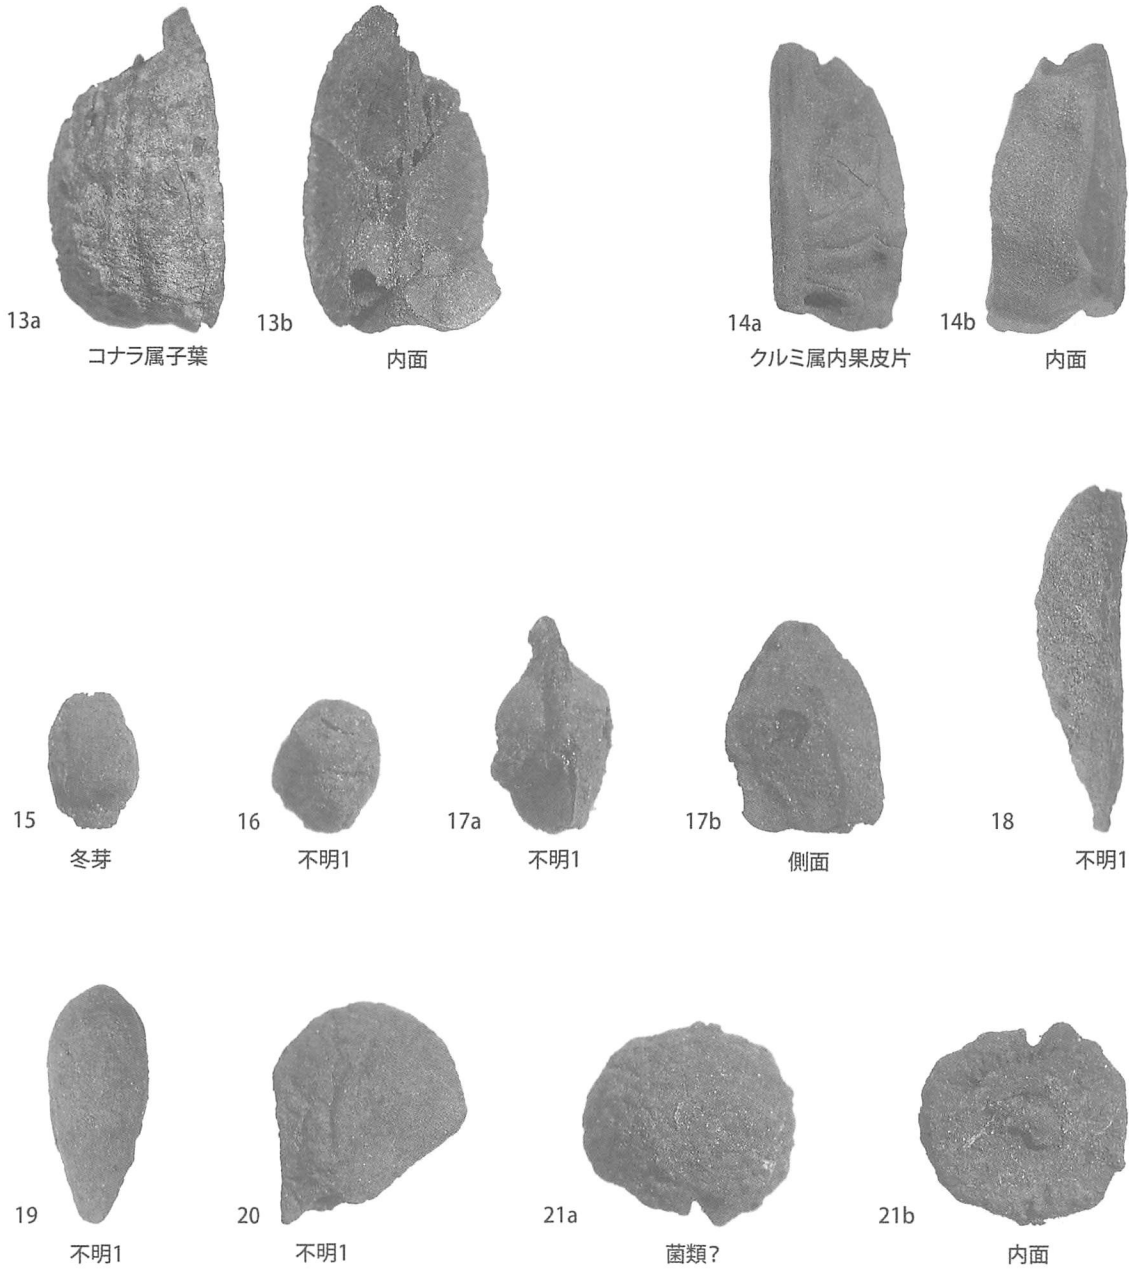 13a
13b
14a
14b
コナラ属子葉
内面
クルミ属内果皮片
内面
15
16
17a
17b
18
冬芽
不明1
不明1
側面
不明1
19
20
21a
21b
不明1
不明1
菌類？
内面